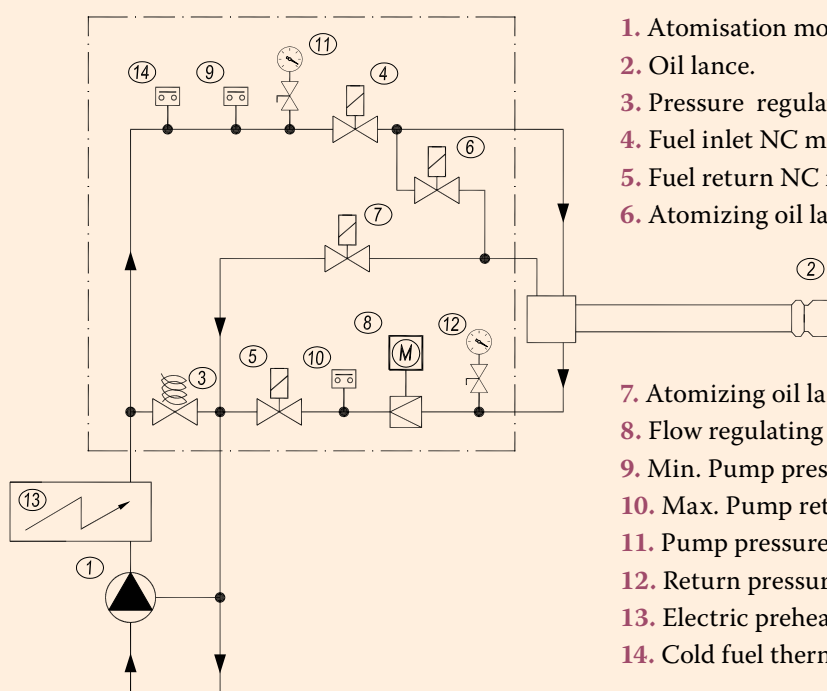 11
14
9
4
6
7
8
12
M
5
10
3
13
1
2
1. Atomisation mo
2. Oil lance.
3. Pressure regula
4. Fuel inlet NC m
5. Fuel return NC
6. Atomizing oil la
7. Atomizing oil la
8. Flow regulating
9. Min. Pump pres
10. Max. Pump ret
11. Pump pressure
12. Return pressur
13. Electric prehea
14. Cold fuel therm